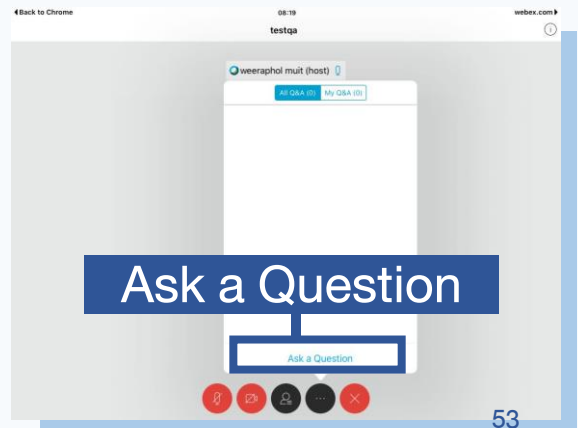 Back to Chrome
08:19
webex.com
testqa
weeraphol muit (host)
All Q&A (0)
My Q&A (0)
Ask a Question
Ask a Question
53